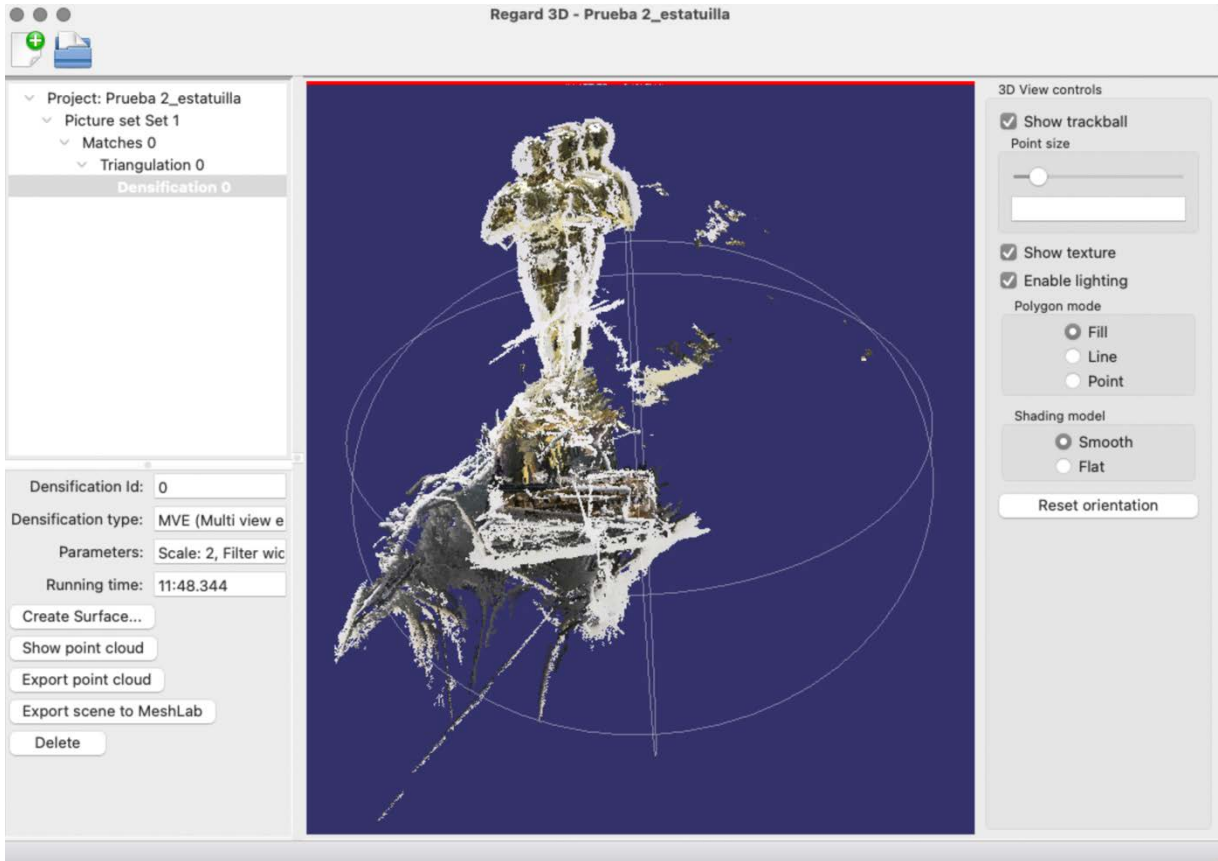 Regard 3D - Prueba 2_estatuilla
Project: Prueba 2_estatuilla
Picture set Set 1
Matches 0
Triangulation 0
Densification 0
Densification Id: 0
Densification type: MVE (Multi view e
Parameters: Scale: 2, Filter wic
Running time: 11:48.344
Create Surface...
Show point cloud
Export point cloud
Export scene to MeshLab
Delete
3D View controls
Show trackball
Point size
Show texture
Enable lighting
Polygon mode
Fill
Line
Point
Shading model
Smooth
Flat
Reset orientation